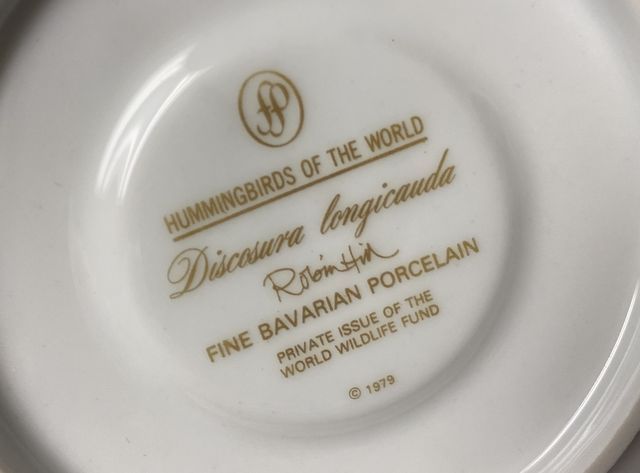 HUMMINGBIRDS OF THE WORLD
Discosura longicauda
Robin Hill
FINE BAVARIAN PORCELAIN
PRIVATE ISSUE OF THE
WORLD WILDLIFE FUND
© 1979